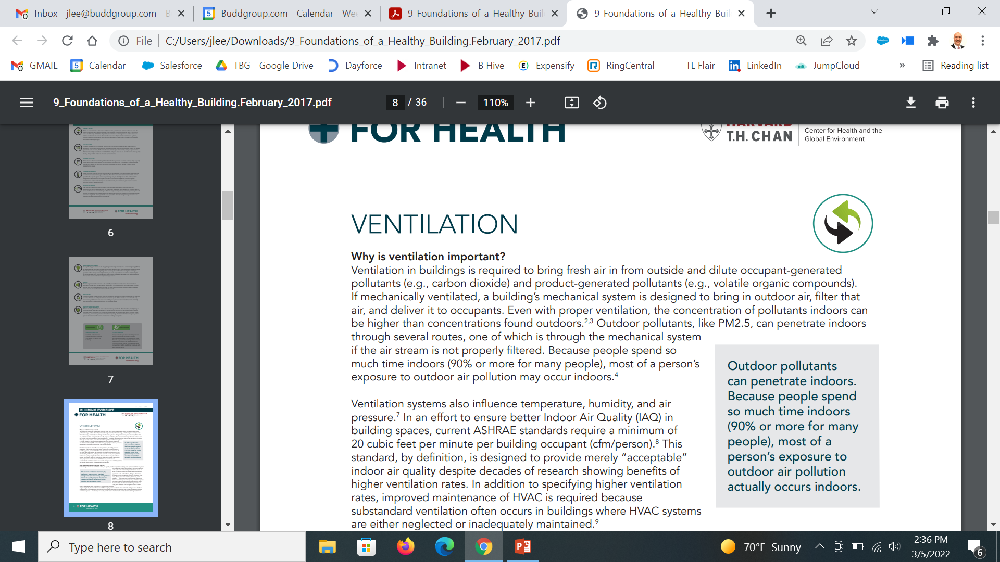 Inbox - jlee@buddgroup.com - B
Buddgroup.com - Calendar - Wee
9_Foundations_of_a_Healthy_Buil
9_Foundations_of_a_Healthy_Buil
File
C:/Users/jlee/Downloads/9_Foundations_of_a_Healthy_Building.February_2017.pdf
GMAIL
5 Calendar
Salesforce
TBG - Google Drive
Dayforce
Intranet
B Hive
Expensify
RingCentral
TL Flair
LinkedIn
JumpCloud
»
Reading list
9_Foundations_of_a_Healthy_Building.February_2017.pdf
8 / 36
110%
6
7
BUILDING EVIDENCE
FOR HEALTH
VENTILATION
FOR HEALTH
8
FOR HEALTH
HARVARD
T.H. CHAN
Center for Health and the
Global Environment
VENTILATION
Why is ventilation important?
Ventilation in buildings is required to bring fresh air in from outside and dilute occupant-generated
pollutants (e.g., carbon dioxide) and product-generated pollutants (e.g., volatile organic compounds).
If mechanically ventilated, a building's mechanical system is designed to bring in outdoor air, filter that
air, and deliver it to occupants. Even with proper ventilation, the concentration of pollutants indoors can
be higher than concentrations found outdoors.2,3 Outdoor pollutants, like PM2.5, can penetrate indoors
through several routes, one of which is through the mechanical system
if the air stream is not properly filtered. Because people spend so
much time indoors (90% or more for many people), most of a person's
exposure to outdoor air pollution may occur indoors.4
Ventilation systems also influence temperature, humidity, and air
pressure.7 In an effort to ensure better Indoor Air Quality (IAQ) in
building spaces, current ASHRAE standards require a minimum of
20 cubic feet per minute per building occupant (cfm/person).8 This
standard, by definition, is designed to provide merely “acceptable”
indoor air quality despite decades of research showing benefits of
higher ventilation rates. In addition to specifying higher ventilation
rates, improved maintenance of HVAC is required because
substandard ventilation often occurs in buildings where HVAC systems
are either neglected or inadequately maintained.9
Outdoor pollutants
can penetrate indoors.
Because people spend
so much time indoors
(90% or more for many
people), most of a
person's exposure to
outdoor air pollution
actually occurs indoors.
Type here to search
70°F Sunny
2:36 PM
3/5/2022
6